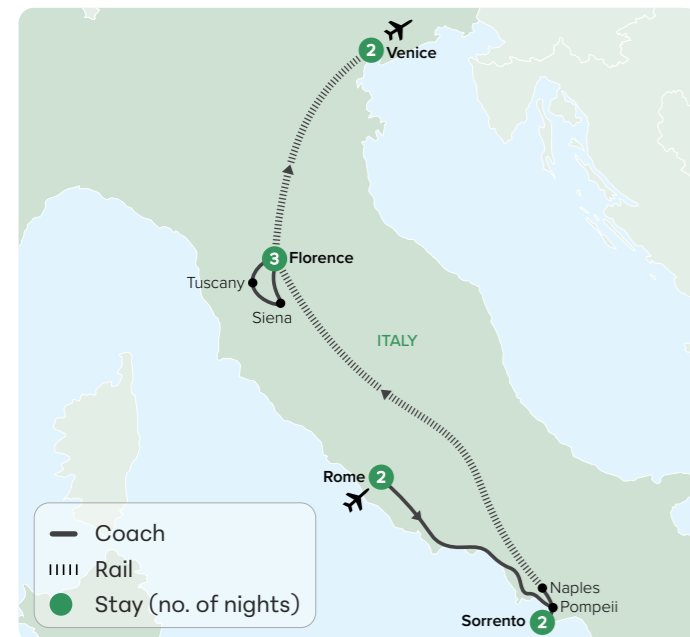 2 Venice
3 Florence
Tuscany
Siena
ITALY
Rome 2
Naples
Pompeii
Sorrento 2
Coach
Rail
Stay (no. of nights)